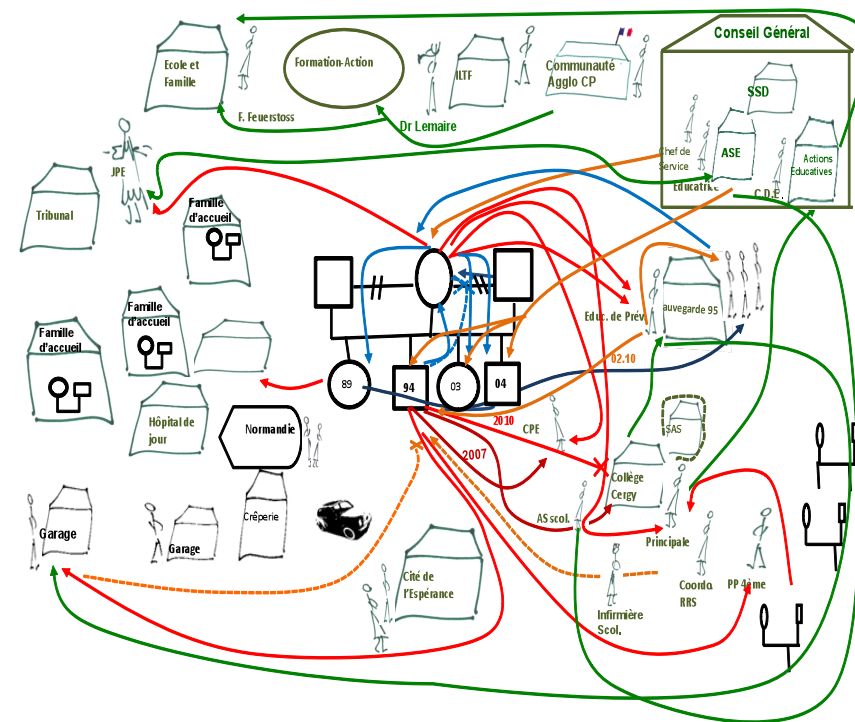 Conseil Général
Ecole et
Famille
Formation-Action
ILTF
Communauté
Agglo CP
SSD
F. Feuerstoss
Dr Lemaire
Chef de
Service
ASE
Actions
Educatives
Educatrice
C.D.E.
JPE
Tribunal
Famille
d'accueil
Famille
d'accueil
Famille
d'accueil
Educ. de Prév.
auvegarde 95
02.10
89
94
03
04
Hôpital de
jour
Normandie
2010
CPE
2007
SAS
Collège
Cergy
Crêperie
AS scol.
Principale
Garage
Garage
Cité de
l'Espérance
Infirmière
Scol.
Coordo
RRS
PP 4ème